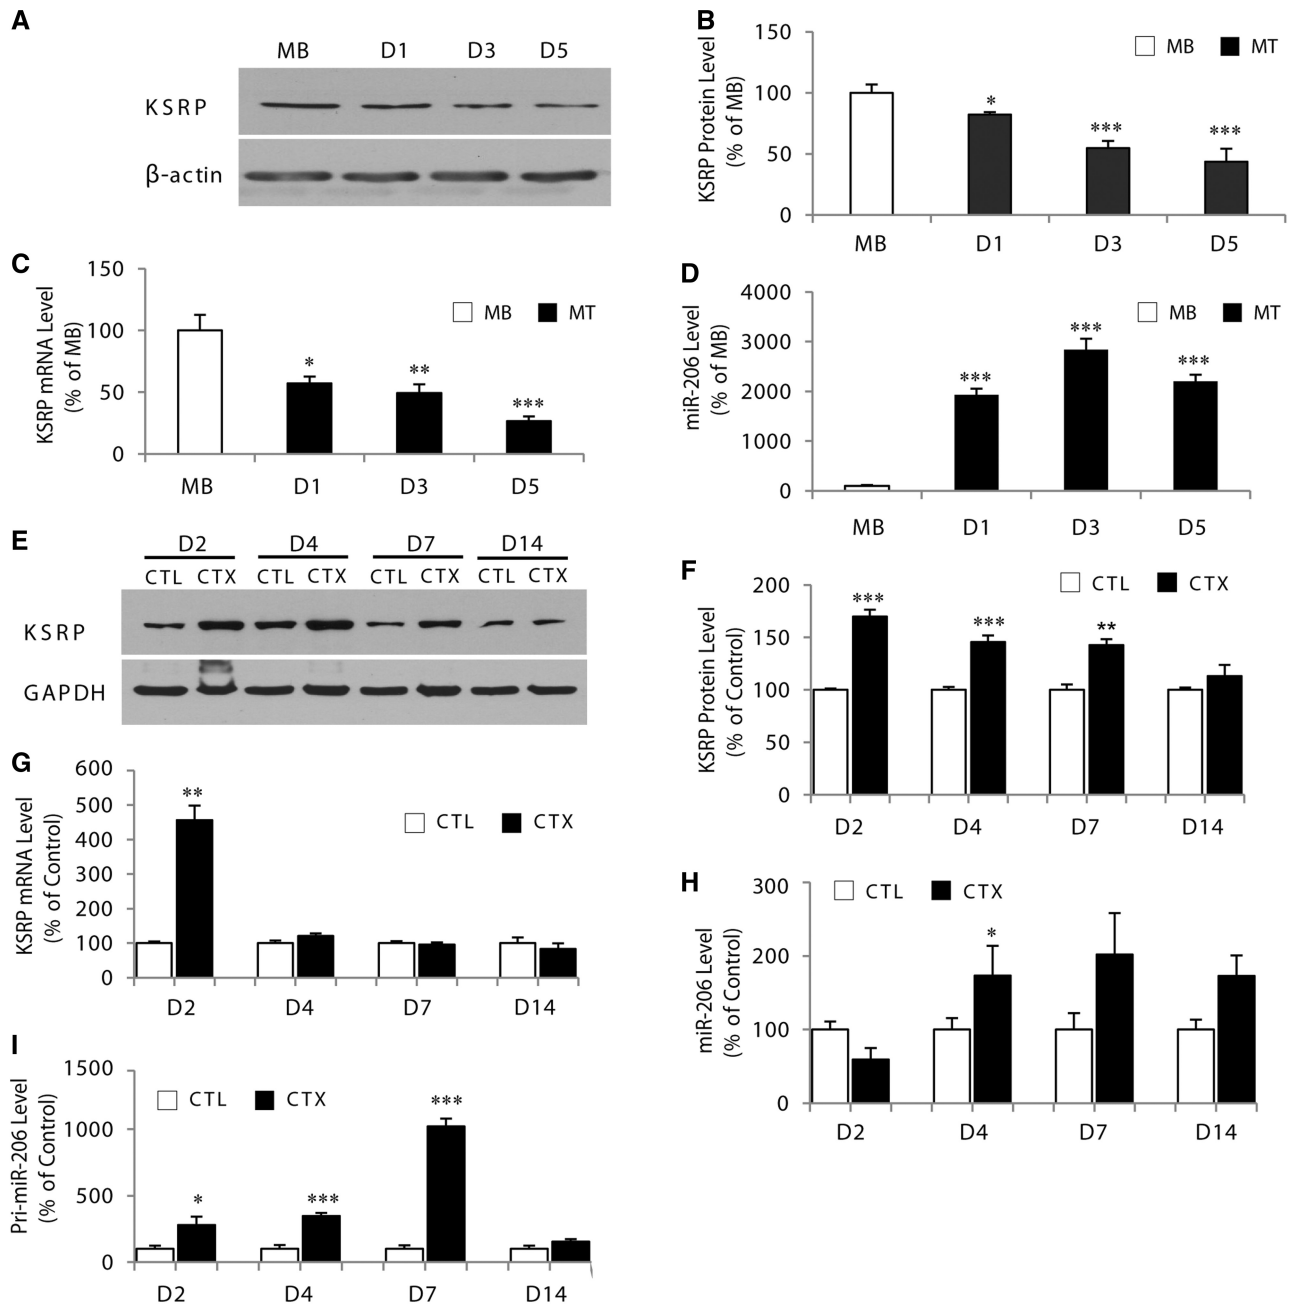 A
MB D1 D3 D5
KSRP
β-actin
B
KSRP Protein Level
(% of MB)
150
100
50
0
MB MT
*
***
***
MB D1 D3 D5
C
KSRP mRNA Level
(% of MB)
150
100
50
0
MB MT
*
**
***
MB D1 D3 D5
D
miR-206 Level
(% of MB)
4000
3000
2000
1000
0
MB MT
***
***
***
MB D1 D3 D5
E
D2 D4 D7 D14
CTL CTX CTL CTX CTL CTX CTL CTX
KSRP
GAPDH
F
KSRP Protein Level
(% of Control)
200
150
100
50
0
CTL CTX
***
***
**
D2 D4 D7 D14
G
KSRP mRNA Level
(% of Control)
600
500
400
300
200
100
0
CTL CTX
**
D2 D4 D7 D14
H
miR-206 Level
(% of Control)
300
200
100
0
CTL CTX
*
D2 D4 D7 D14
I
Pri-miR-206 Level
(% of Control)
1500
1000
500
0
CTL CTX
*
***
***
D2 D4 D7 D14